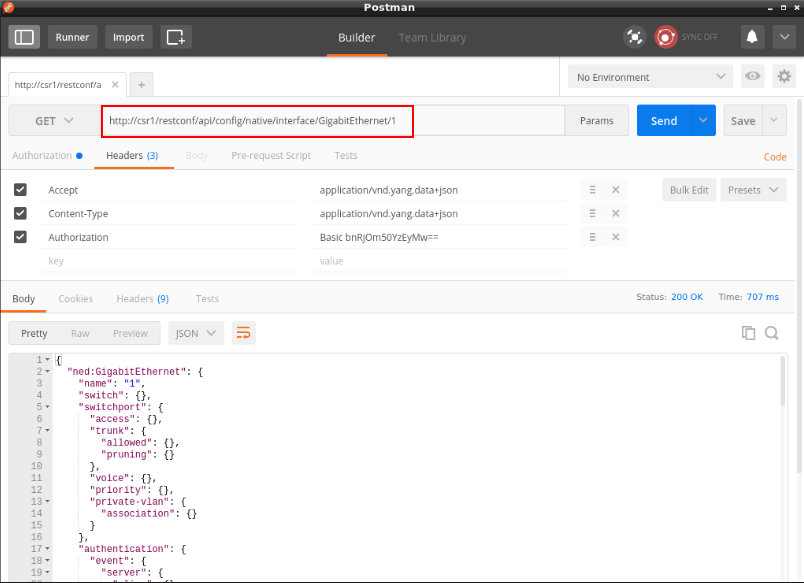 Postman
Runner Import Builder Team Library SYNC OFF
http://csr1/restconf/a × + No Environment
GET http://csr1/restconf/api/config/native/interface/GigabitEthernet/1 Params Send Save
Authorization Headers (3) Body Pre-request Script Tests Code
Accept application/vnd.yang.data+json Bulk Edit Presets
Content-Type application/vnd.yang.data+json
Authorization Basic bnRjOm50YzEyMw==
key value
Body Cookies Headers (9) Tests Status: 200 OK Time: 707 ms
Pretty Raw Preview JSON
1 {
2 "ned:GigabitEthernet": {
3 "name": "1",
4 "switch": {},
5 "switchport": {
6 "access": {},
7 "trunk": {
8 "allowed": {},
9 "pruning": {}
10 },
11 "voice": {},
12 "priority": {},
13 "private-vlan": {
14 "association": {}
15 }
16 },
17 "authentication": {
18 "event": {
19 "server": {